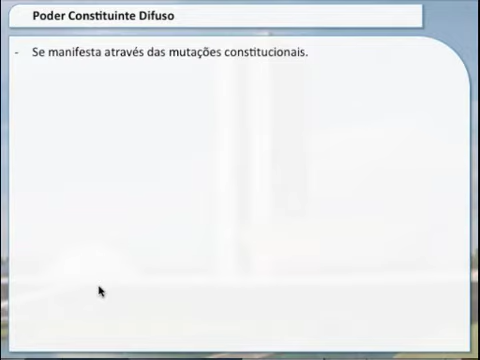 Poder Constituinte Difuso
- Se manifesta através das mutações constitucionais.